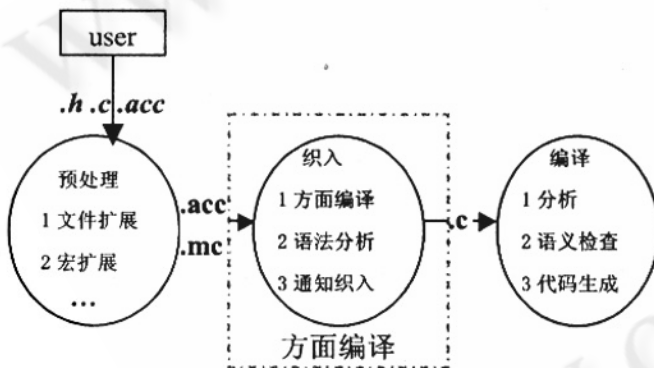 user
.h .c .acc
预处理
1 文件扩展
2 宏扩展
...
.acc
.mc
织入
1 方面编译
2 语法分析
3 通知织入
方面编译
.c
编译
1 分析
2 语义检查
3 代码生成